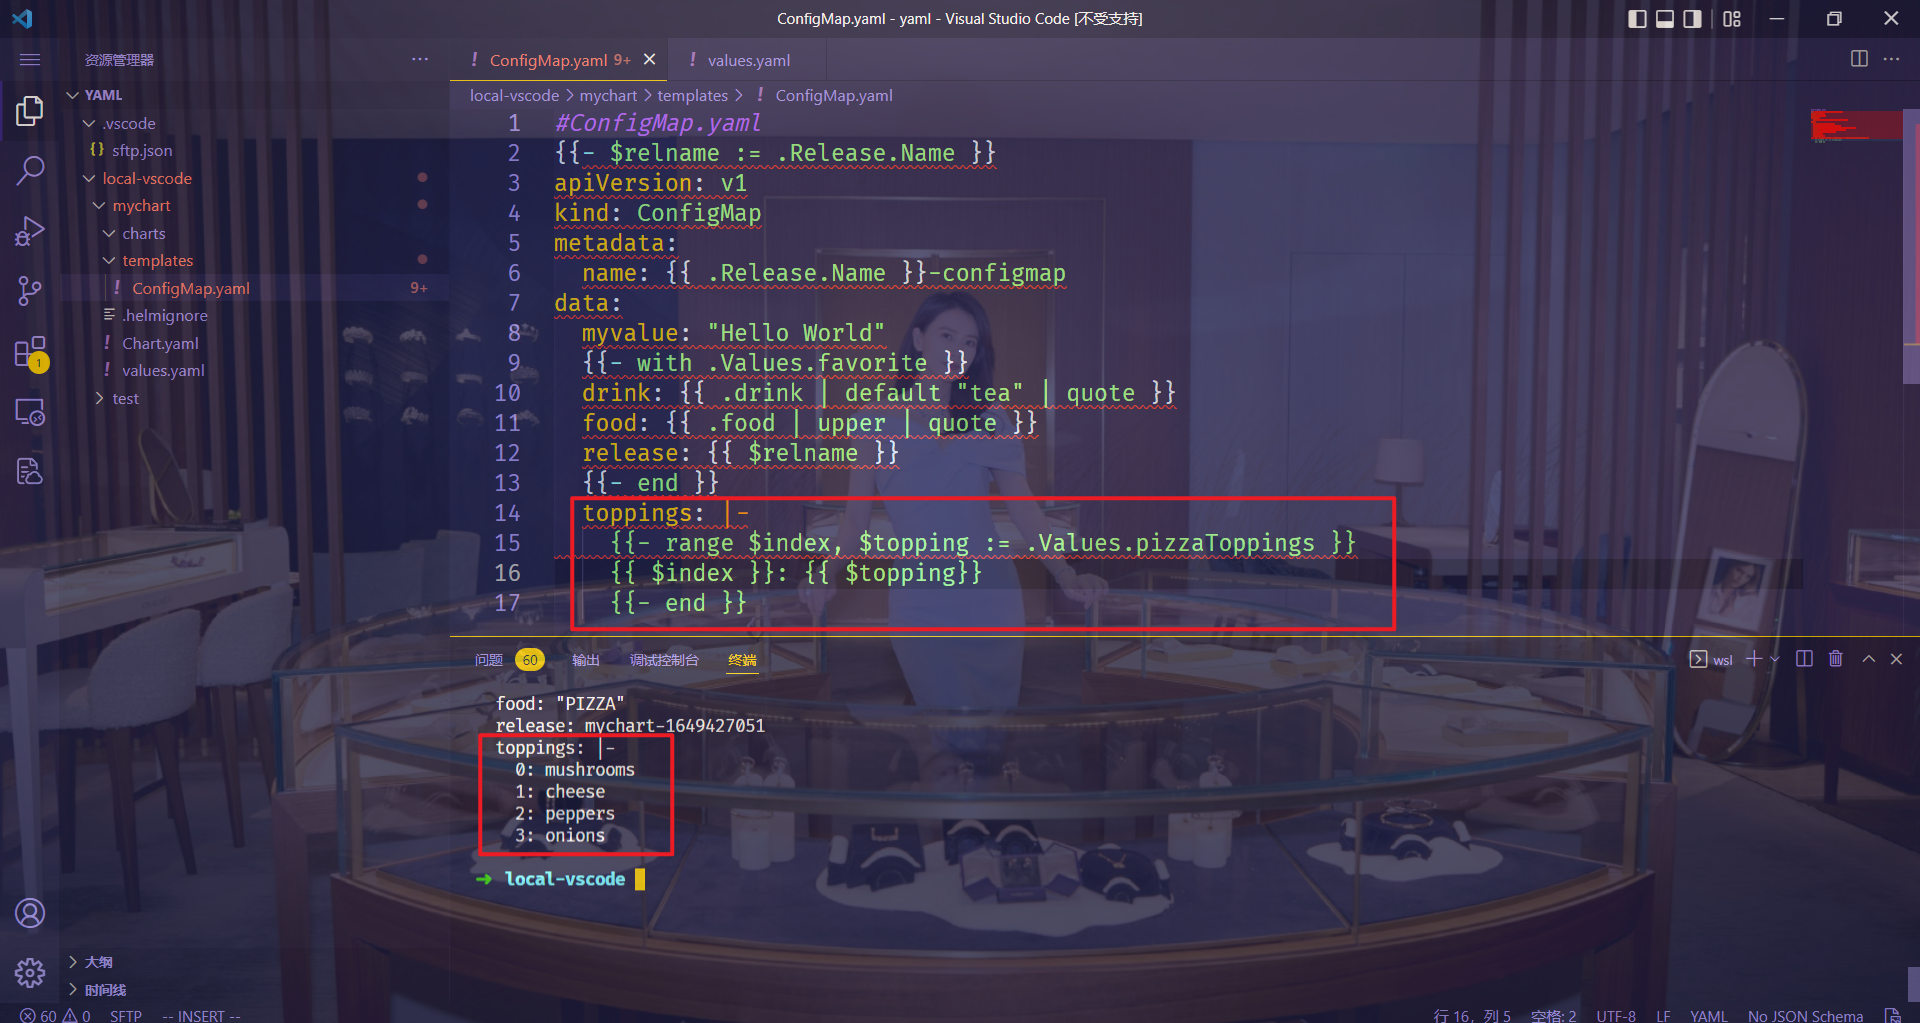 ConfigMap.yaml - yaml - Visual Studio Code [不受支持]
资源管理器
YAML
.vscode
{} sftp.json
local-vscode
mychart
charts
templates
! ConfigMap.yaml 9+
.helmignore
! Chart.yaml
! values.yaml
test
1
大纲
时间线
! ConfigMap.yaml 9+
! values.yaml
local-vscode > mychart > templates > ! ConfigMap.yaml
1 #ConfigMap.yaml
2 {{- $relname := .Release.Name }}
3 apiVersion: v1
4 kind: ConfigMap
5 metadata:
6   name: {{ .Release.Name }}-configmap
7 data:
8   myvalue: "Hello World"
9   {{- with .Values.favorite }}
10   drink: {{ .drink | default "tea" | quote }}
11   food: {{ .food | upper | quote }}
12   release: {{ $relname }}
13   {{- end }}
14   toppings: |-
15     {{- range $index, $topping := .Values.pizzaToppings }}
16     {{ $index }}: {{ $topping}}
17     {{- end }}
问题 60 输出 调试控制台 终端
wsl
food: "PIZZA"
release: mychart-1649427051
toppings: |-
  0: mushrooms
  1: cheese
  2: peppers
  3: onions
➜ local-vscode
60 0 SFTP -- INSERT --
行 16, 列 5 空格: 2 UTF-8 LF YAML No JSON Schema